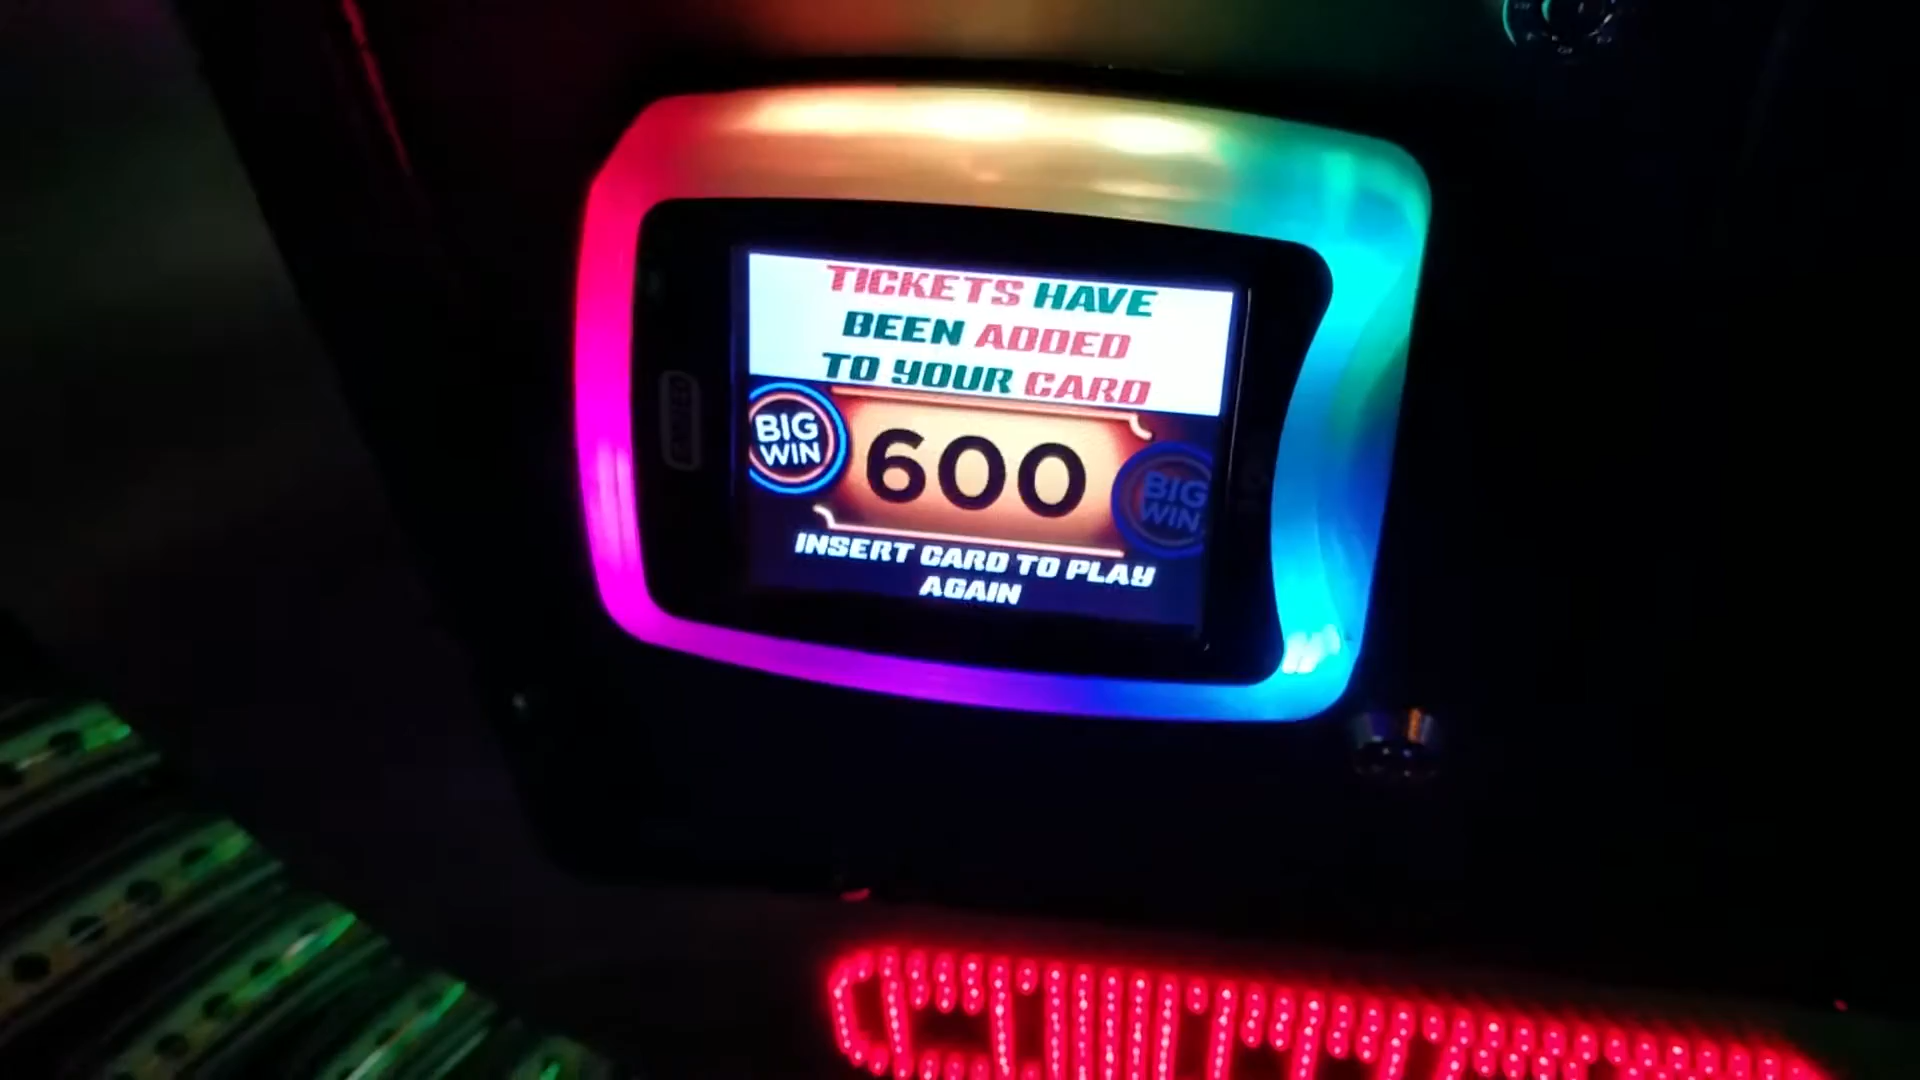 TICKETS HAVE
BEEN ADDED
TO YOUR CARD
BIG
WIN
600
BIG
WIN
INSERT CARD TO PLAY
AGAIN